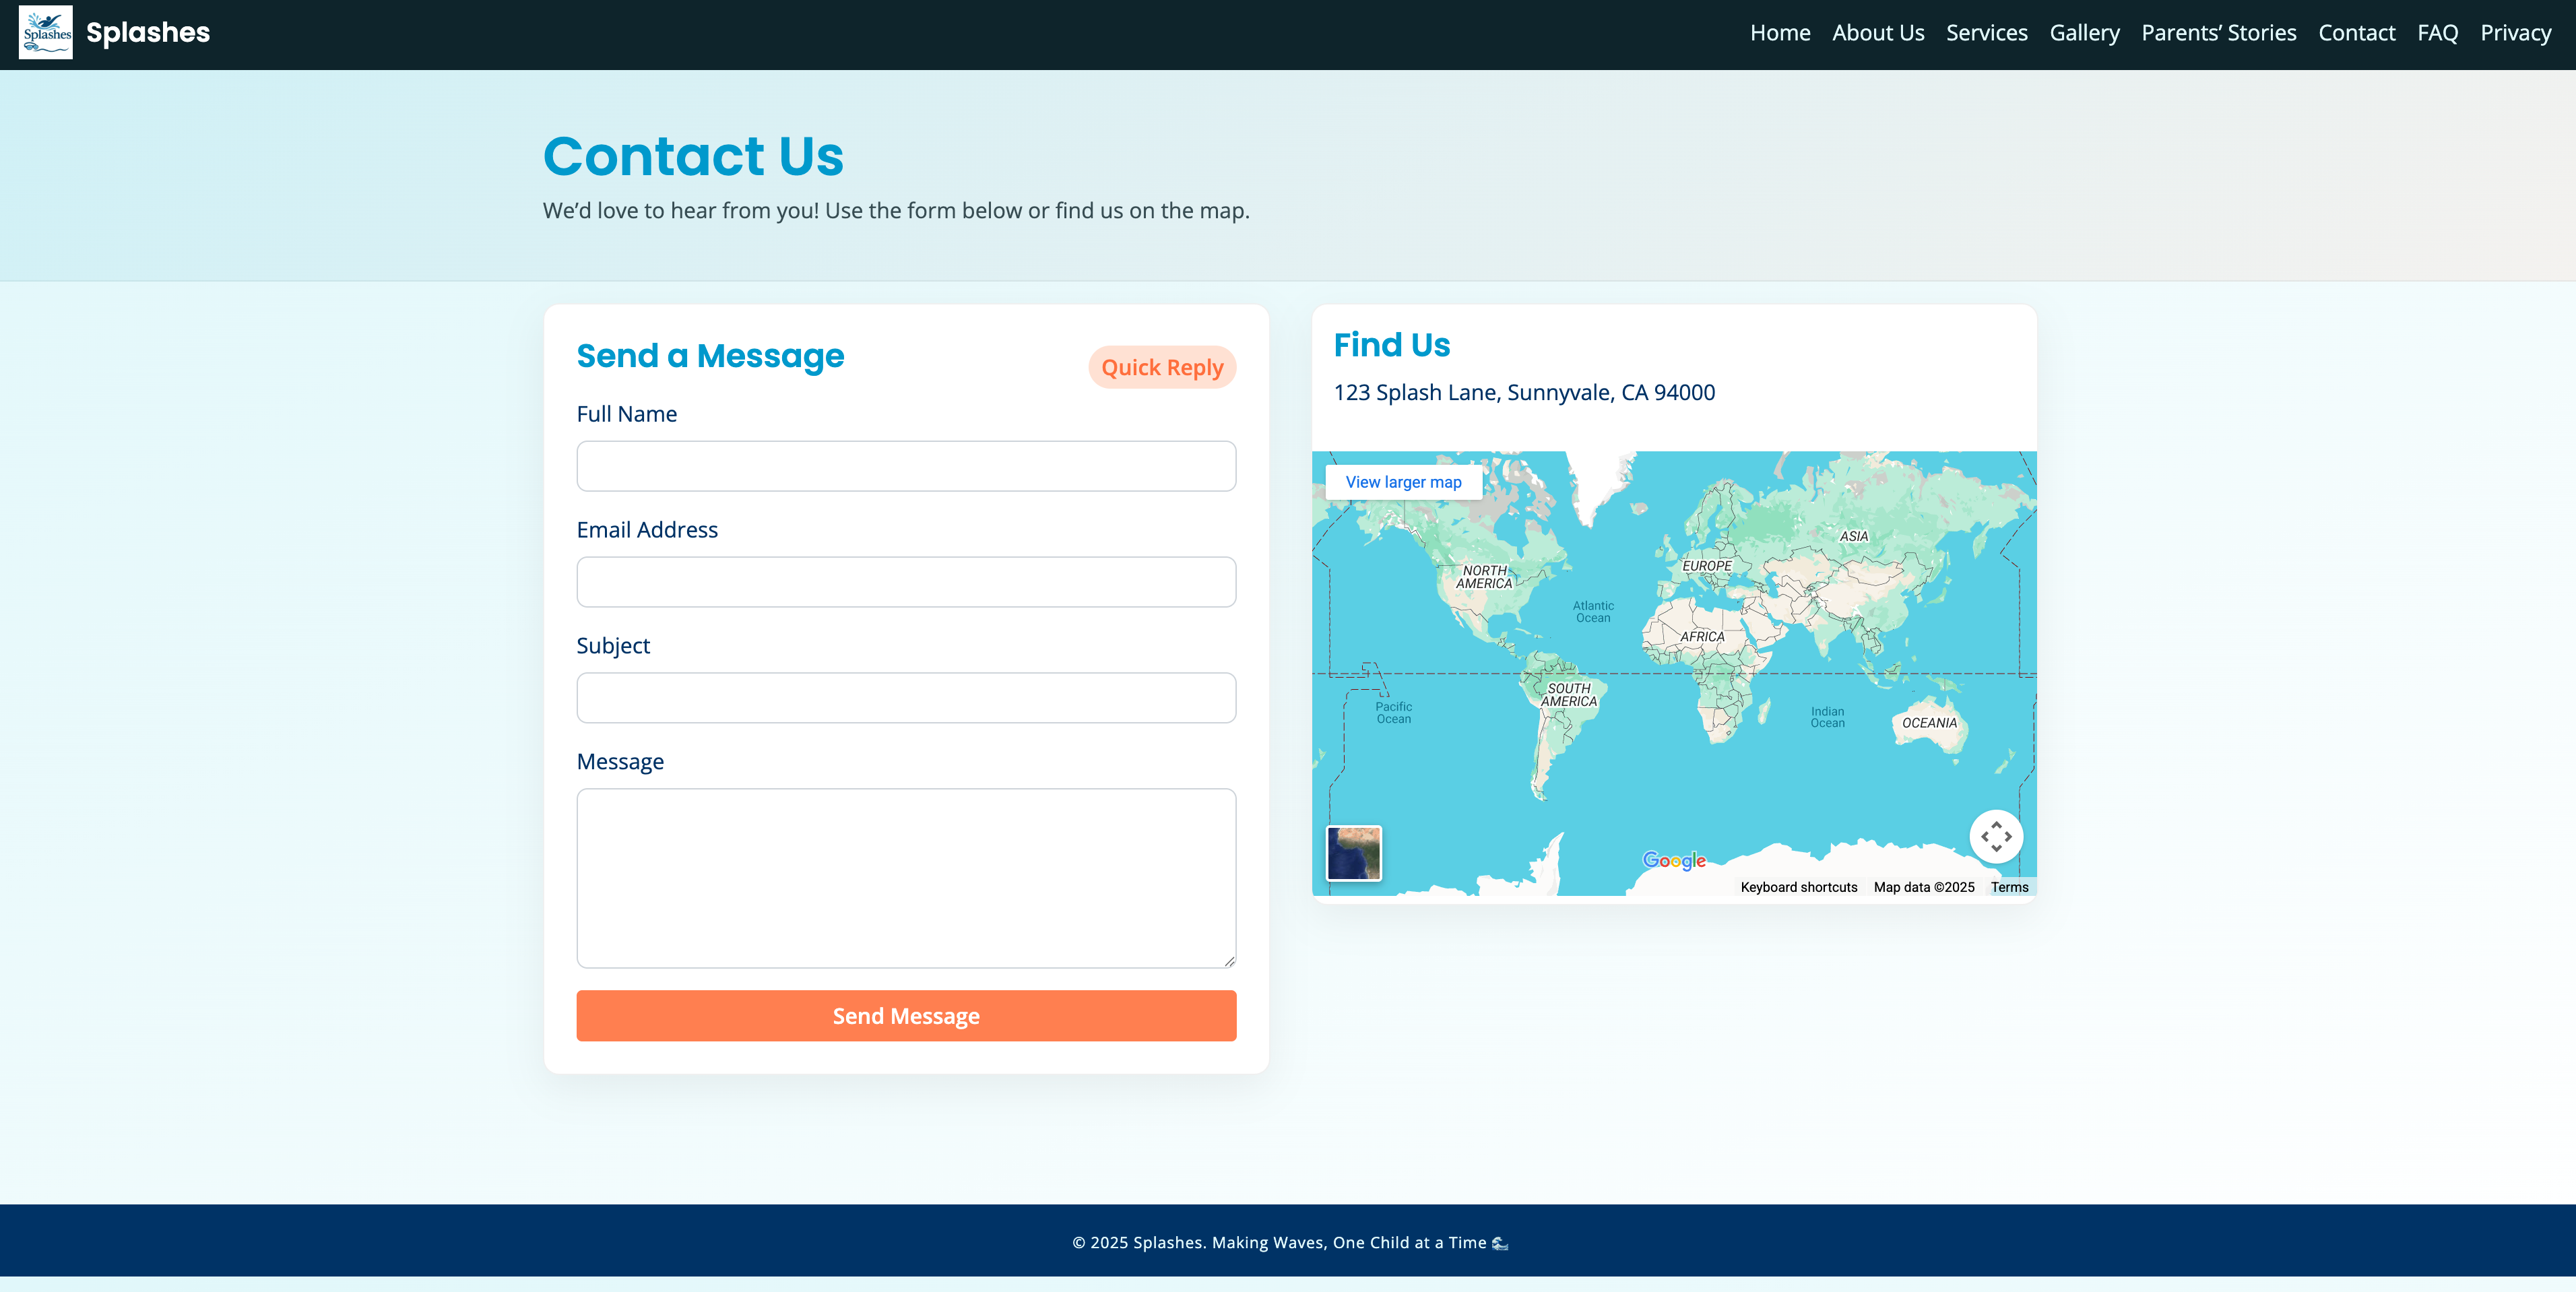 Splashes
Splashes
Home About Us Services Gallery Parents’ Stories Contact FAQ Privacy
Contact Us
We’d love to hear from you! Use the form below or find us on the map.
Send a Message
Quick Reply
Full Name
Email Address
Subject
Message
Send Message
Find Us
123 Splash Lane, Sunnyvale, CA 94000
View larger map
ASIA
EUROPE
NORTH
AMERICA
Atlantic
Ocean
AFRICA
SOUTH
AMERICA
Pacific
Ocean
Indian
Ocean
OCEANIA
Google
Keyboard shortcuts Map data ©2025 Terms
© 2025 Splashes. Making Waves, One Child at a Time 🌊